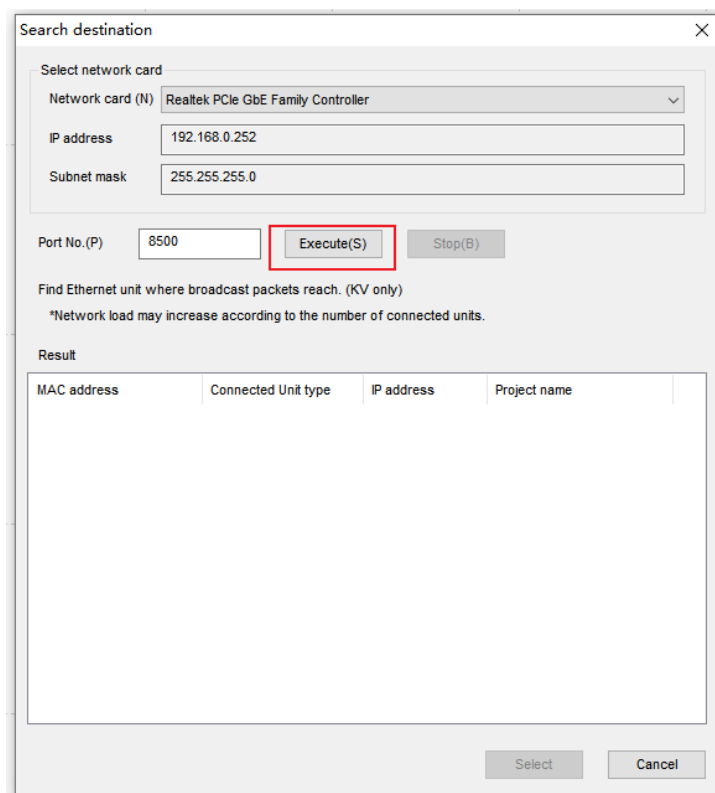 Search destination
Select network card
Network card (N) Realtek PCIe GbE Family Controller
IP address 192.168.0.252
Subnet mask 255.255.255.0
Port No.(P) 8500 Execute(S) Stop(B)
Find Ethernet unit where broadcast packets reach. (KV only)
*Network load may increase according to the number of connected units.
Result
MAC address Connected Unit type IP address Project name
Select Cancel